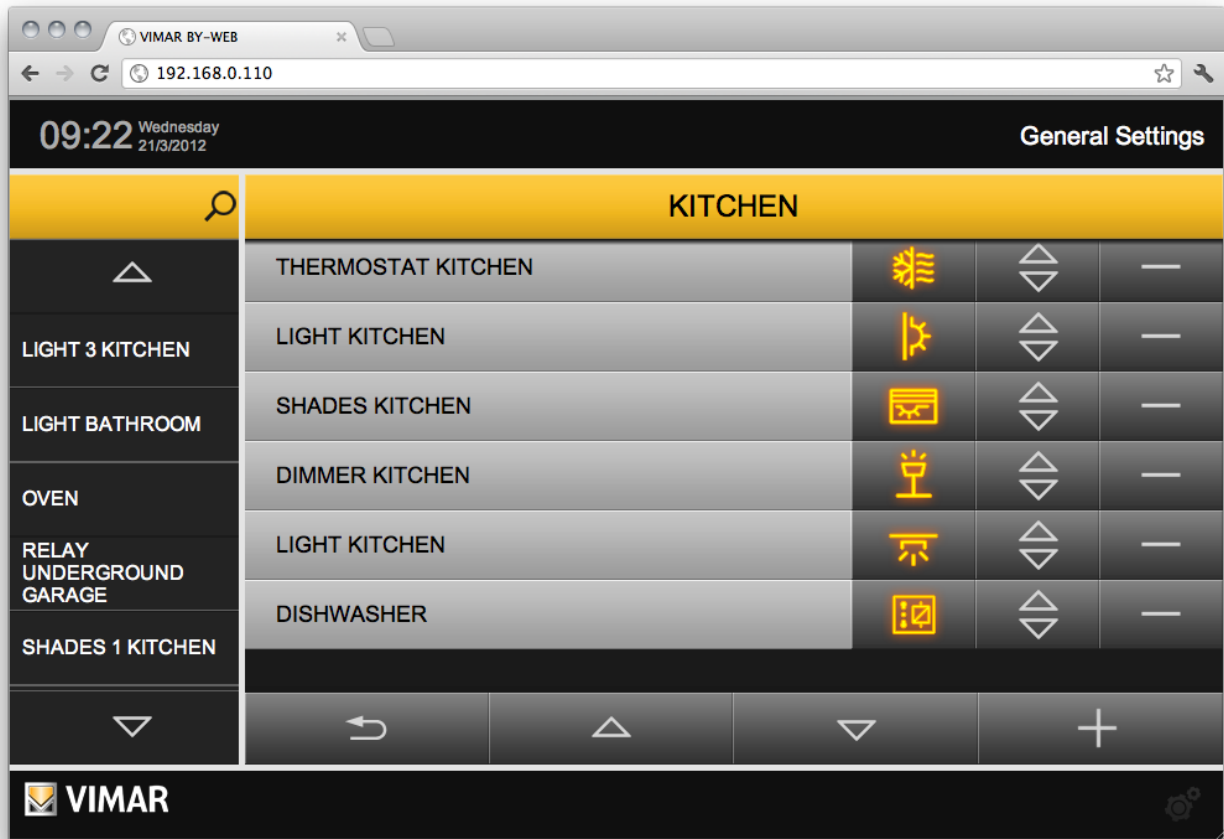 VIMAR BY-WEB
192.168.0.110
09:22
Wednesday
21/3/2012
General Settings
KITCHEN
LIGHT 3 KITCHEN
LIGHT BATHROOM
OVEN
RELAY
UNDERGROUND
GARAGE
SHADES 1 KITCHEN
THERMOSTAT KITCHEN
LIGHT KITCHEN
SHADES KITCHEN
DIMMER KITCHEN
LIGHT KITCHEN
DISHWASHER
VIMAR